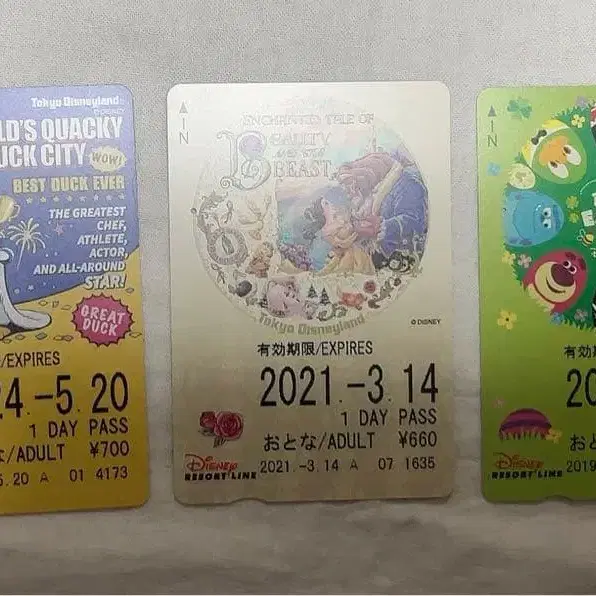 Tokyo Disneyland
© DISNEY
LD'S QUACKY
UCK CITY WOW!
BEST DUCK EVER
THE GREATEST
CHEF,
ATHLETE,
ACTOR,
AND ALL-AROUND
STAR!
GREAT
DUCK
/EXPIRES
24.-5.20
1 DAY PASS
/ADULT ¥700
5.20 A 01 4173
IN
ENCHANTED TALE OF
BEAUTY
AND THE
BEAST
Tokyo Disneyland
© DISNEY
有効期限/EXPIRES
2021.-3.14
1 DAY PASS
おとな/ADULT ¥660
2021.-3.14 A 07 1635
DISNEY
RESORT LINE
IN
有効
20
おと
2019
DISNEY
RESORT LINE